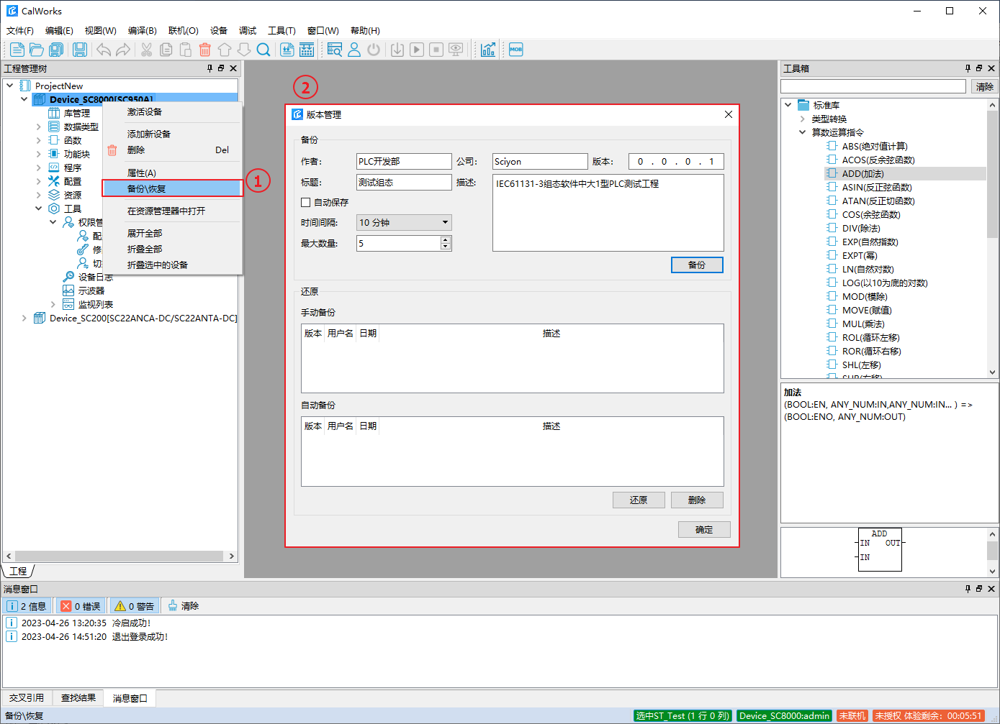 CalWorks
文件(F) 编辑(E) 视图(W) 编译(B) 联机(O) 设备 调试 工具(T) 窗口(W) 帮助(H)
MOB
工程管理树
ProjectNew
Device_SC8000[SC950A]
库管理
数据类型
函数
功能块
程序
配置
资源
工具
权限管
配
修
切
设备日志
示波器
监视列表
Device_SC200[SC22ANCA-DC/SC22ANTA-DC]
工程
激活设备
添加新设备
删除 Del
属性(A)
备份\恢复
在资源管理器中打开
展开全部
折叠全部
折叠选中的设备
1
2
版本管理
备份
作者: PLC开发部 公司: Sciyon 版本: 0 . 0 . 0 . 1
标题: 测试组态 描述: IEC61131-3组态软件中大1型PLC测试工程
自动保存
时间间隔: 10 分钟
最大数量: 5
备份
还原
手动备份
版本 用户名 日期 描述
自动备份
版本 用户名 日期 描述
还原 删除
确定
工具箱
清除
标准库
类型转换
算数运算指令
ABS(绝对值计算)
ACOS(反余弦函数)
ADD(加法)
ASIN(反正弦函数)
ATAN(反正切函数)
COS(余弦函数)
DIV(除法)
EXP(自然指数)
EXPT(幂)
LN(自然对数)
LOG(以10为底的对数)
MOD(模除)
MOVE(赋值)
MUL(乘法)
ROL(循环左移)
ROR(循环右移)
SHL(左移)
SHR(右移)
加法
(BOOL:EN, ANY_NUM:IN,ANY_NUM:IN... ) =>
(BOOL:ENO, ANY_NUM:OUT)
ADD
IN OUT
IN
消息窗口
2 信息 0 错误 0 警告 清除
2023-04-26 13:20:35 冷启成功!
2023-04-26 14:51:20 退出登录成功!
交叉引用 查找结果 消息窗口
备份\恢复 选中ST_Test (1 行 0 列) Device_SC8000:admin 未联机 未授权 体验剩余: 00:05:51